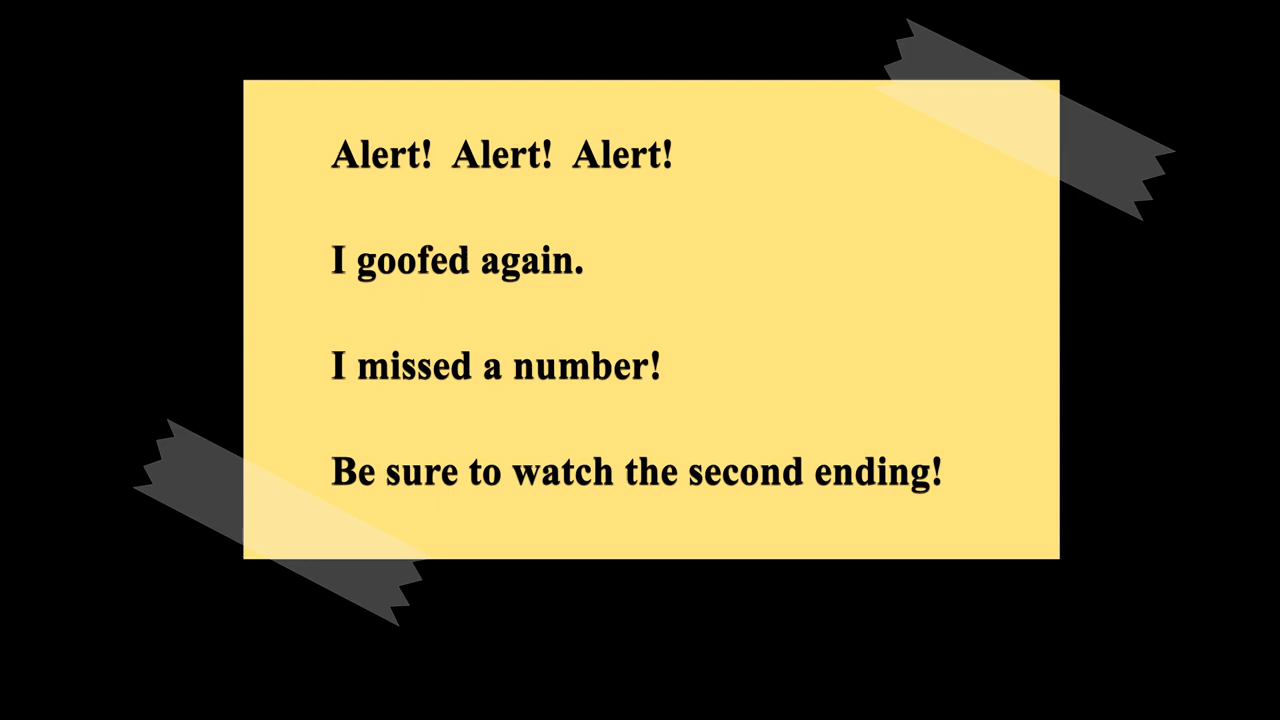 Alert!  Alert!  Alert!
I goofed again.
I missed a number!
Be sure to watch the second ending!